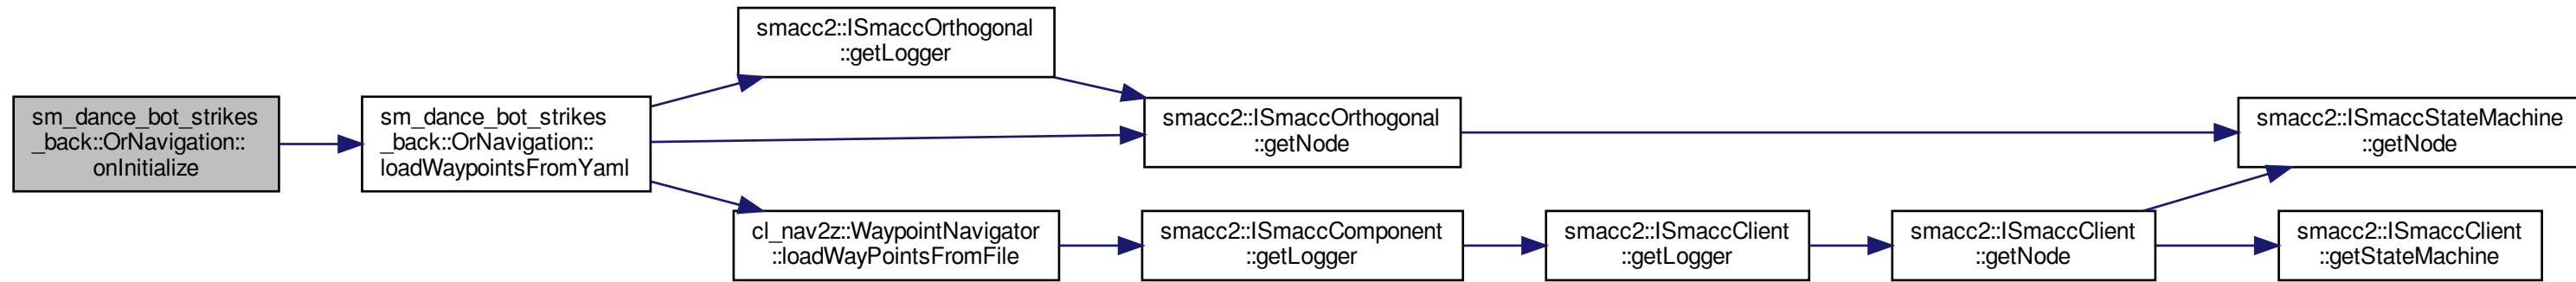 sm_dance_bot_strikes
_back::OrNavigation::
onInitialize
sm_dance_bot_strikes
_back::OrNavigation::
loadWaypointsFromYaml
smacc2::ISmaccOrthogonal
::getLogger
smacc2::ISmaccOrthogonal
::getNode
smacc2::ISmaccStateMachine
::getNode
cl_nav2z::WaypointNavigator
::loadWayPointsFromFile
smacc2::ISmaccComponent
::getLogger
smacc2::ISmaccClient
::getLogger
smacc2::ISmaccClient
::getNode
smacc2::ISmaccClient
::getStateMachine